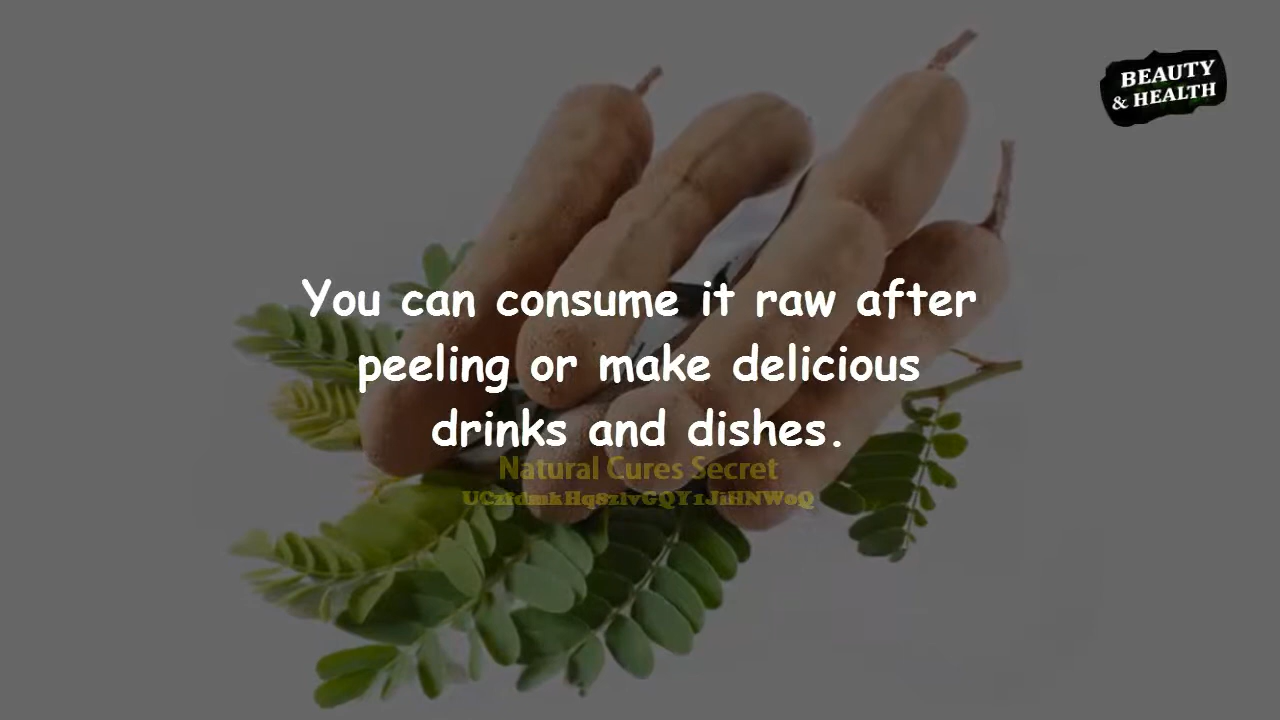 BEAUTY
& HEALTH
You can consume it raw after
peeling or make delicious
drinks and dishes.
Natural Cures Secret